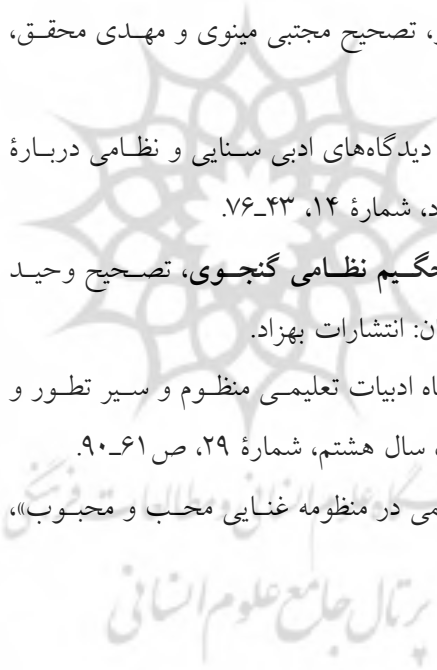 و، تصحیح مجتبی مینوی و مهدی محقق،
دیدگاه‌های ادبی سنایی و نظامی دربارهٔ
د، شمارهٔ ۱۴، ۴۳ـ۷۶.
حگیم نظامی گنجوی، تصحیح وحید
ان: انتشارات بهزاد.
اه ادبیات تعلیمی منظوم و سیر تطور و
، سال هشتم، شمارهٔ ۲۹، ص ۶۱ـ۹۰.
می در منظومه غنایی محب و محبوب»،
پرتال جامع علوم انسانی